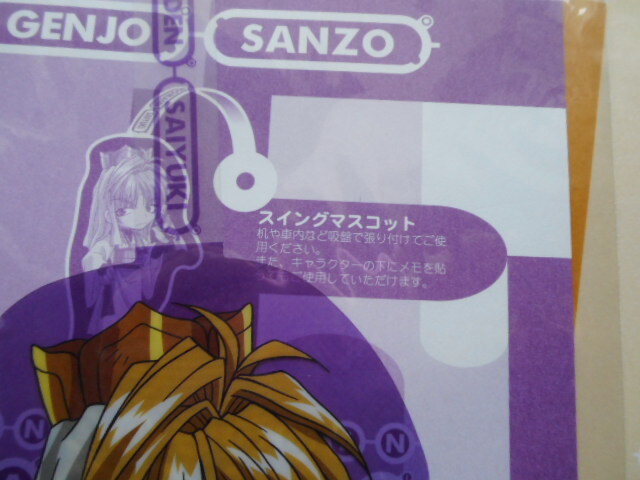 GENJO SANZO
DEN
SAIYUKI
スイングマスコット
机や車内など吸盤で張り付けてご使
用ください。
また、キャラクターの下にメモを貼
ご使用していただけます。
N
N